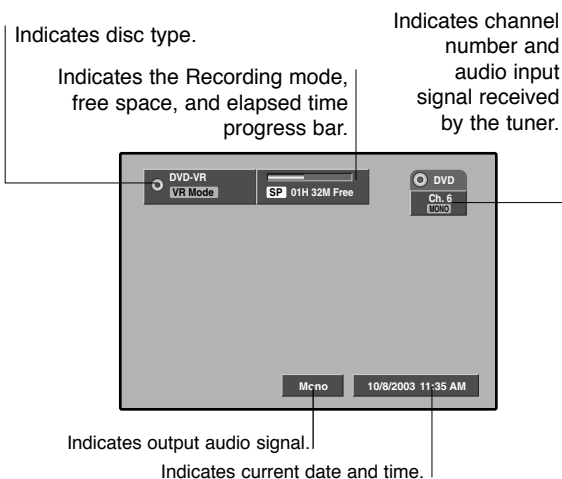 Indicates disc type.
Indicates the Recording mode,
free space, and elapsed time
progress bar.
Indicates channel
number and
audio input
signal received
by the tuner.
DVD-VR
VR Mode
SP 01H 32M Free
DVD
Ch. 6
MONO
Mono
10/8/2003 11:35 AM
Indicates output audio signal.
Indicates current date and time.